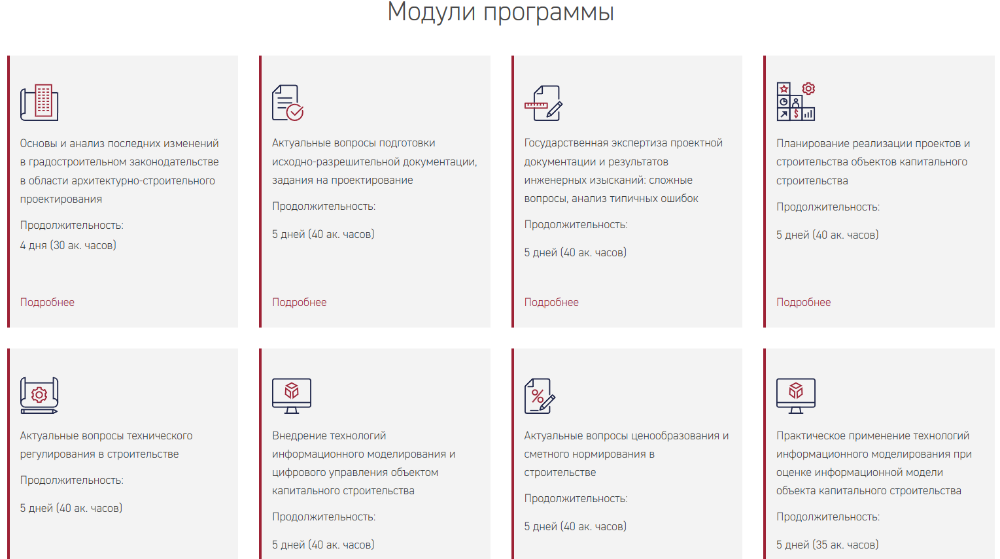 Модули программы
Основы и анализ последних изменений
в градостроительном законодательстве
в области архитектурно-строительного
проектирования
Продолжительность:
4 дня (30 ак. часов)
Подробнее
Актуальные вопросы подготовки
исходно-разрешительной документации,
задания на проектирование
Продолжительность:
5 дней (40 ак. часов)
Подробнее
Государственная экспертиза проектной
документации и результатов
инженерных изысканий: сложные
вопросы, анализ типичных ошибок
Продолжительность:
5 дней (40 ак. часов)
Подробнее
Планирование реализации проектов и
строительства объектов капитального
строительства
Продолжительность:
5 дней (40 ак. часов)
Подробнее
Актуальные вопросы технического
регулирования в строительстве
Продолжительность:
5 дней (40 ак. часов)
Внедрение технологий
информационного моделирования и
цифрового управления объектом
капитального строительства
Продолжительность:
5 дней (40 ак. часов)
Актуальные вопросы ценообразования и
сметного нормирования в
строительстве
Продолжительность:
5 дней (40 ак. часов)
Практическое применение технологий
информационного моделирования при
оценке информационной модели
объекта капитального строительства
Продолжительность:
5 дней (35 ак. часов)